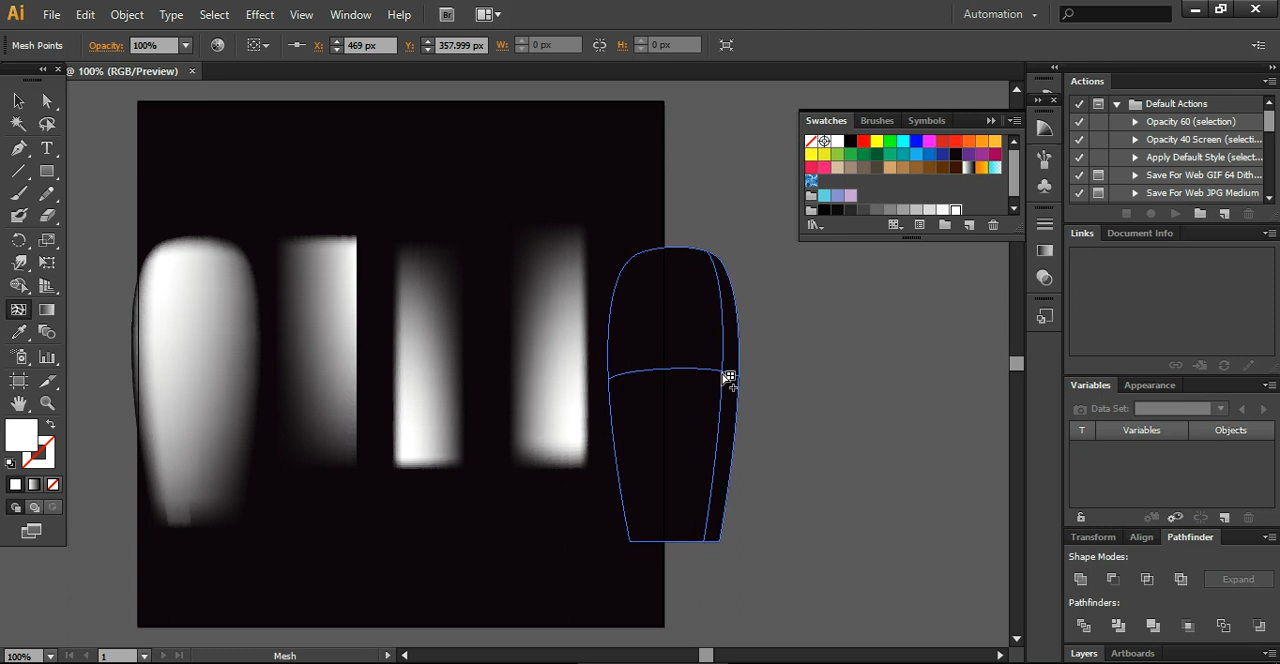 Ai File Edit Object Type Select Effect View Window Help Br Automation
Mesh Points Opacity: 100% X: 469 px Y: 357.999 px W: 0 px H: 0 px
@ 100% (RGB/Preview)
Actions
Default Actions
Opacity 60 (selection)
Opacity 40 Screen (selecti...
Apply Default Style (select...
Save For Web GIF 64 Dith...
Save For Web JPG Medium
Swatches Brushes Symbols
Links Document Info
Variables Appearance
Data Set:
T Variables Objects
Transform Align Pathfinder
Shape Modes:
Expand
Pathfinders:
Layers Artboards
100% 1 Mesh